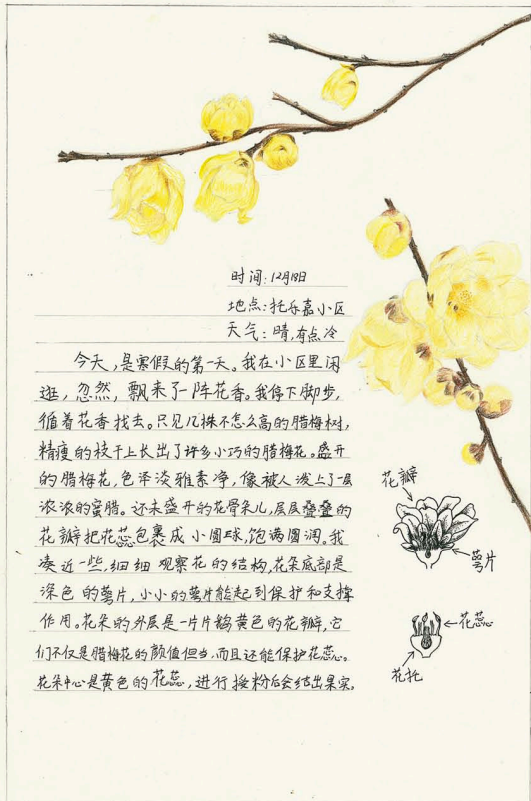 时间：12月18日
地点：托乐嘉小区
天气：晴，有点冷
今天，是寒假的第一天。我在小区里闲
逛，忽然，飘来了一阵花香。我停下脚步，
循着花香找去。只见几株不怎么高的腊梅树，
精瘦的枝干上长出了许多小巧的腊梅花。盛开
的腊梅花，色泽淡雅素净，像被人泼上了一层
浓浓的蜜腊。还未盛开的花骨朵儿，层层叠叠的
花瓣把花蕊包裹成小圆球，饱满圆润。我
凑近一些，细细观察花的结构，花朵底部是
深色的萼片，小小的萼片能起到保护和支撑
作用。花朵的外层是一片片鹅黄色的花瓣，它
们不仅是腊梅花的颜值担当，而且还能保护花蕊。
花朵中心是黄色的花蕊，进行授粉后会结出果实。
花瓣
萼片
花蕊
花托